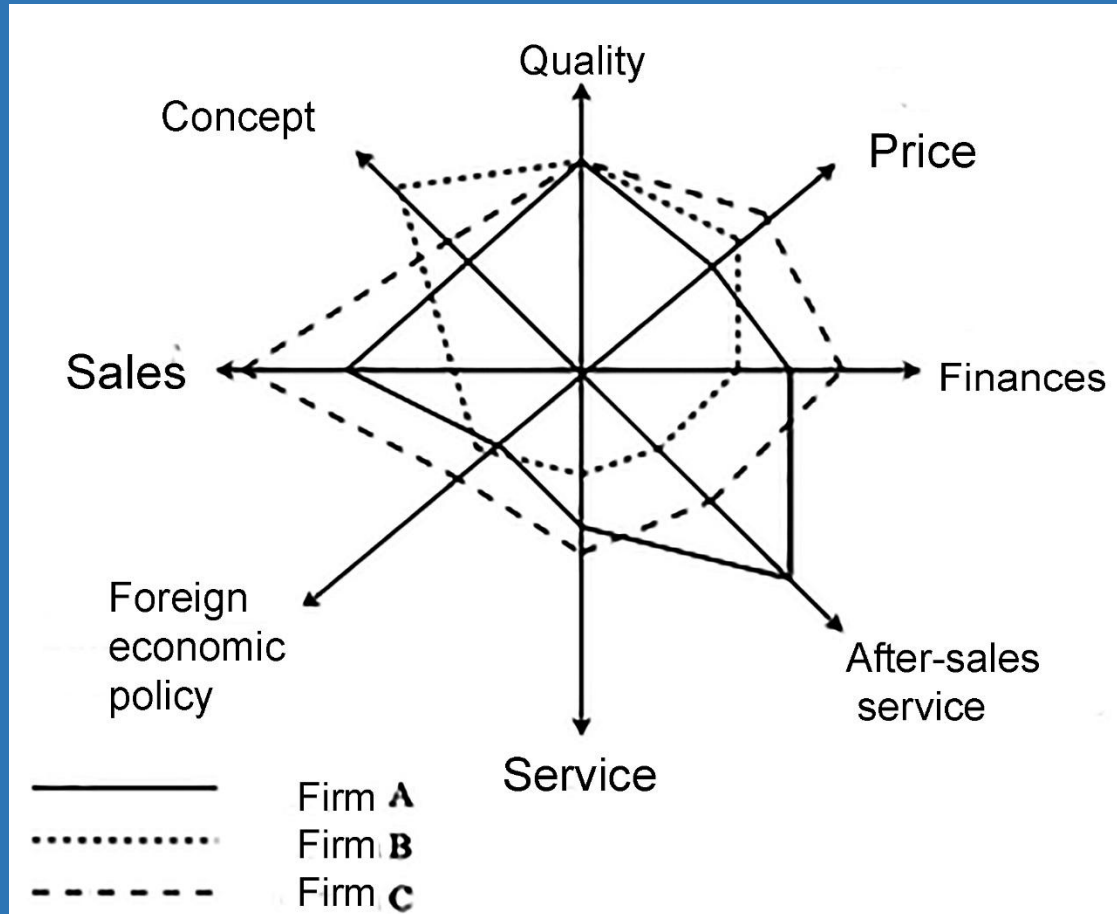 Quality
Concept
Price
Sales
Finances
Foreign
economic
policy
After-sales
service
Service
Firm A
Firm B
Firm C